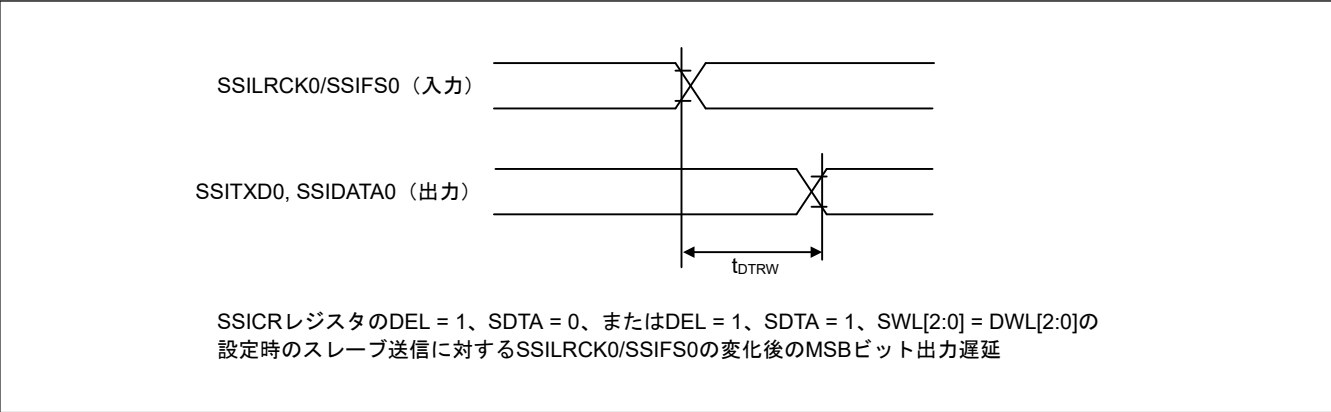 SSILRCK0/SSIFS0（入力）
SSITXD0, SSIDATA0（出力）
tDTRW
SSICRレジスタのDEL = 1、SDTA = 0、またはDEL = 1、SDTA = 1、SWL[2:0] = DWL[2:0]の
設定時のスレーブ送信に対するSSILRCK0/SSIFS0の変化後のMSBビット出力遅延